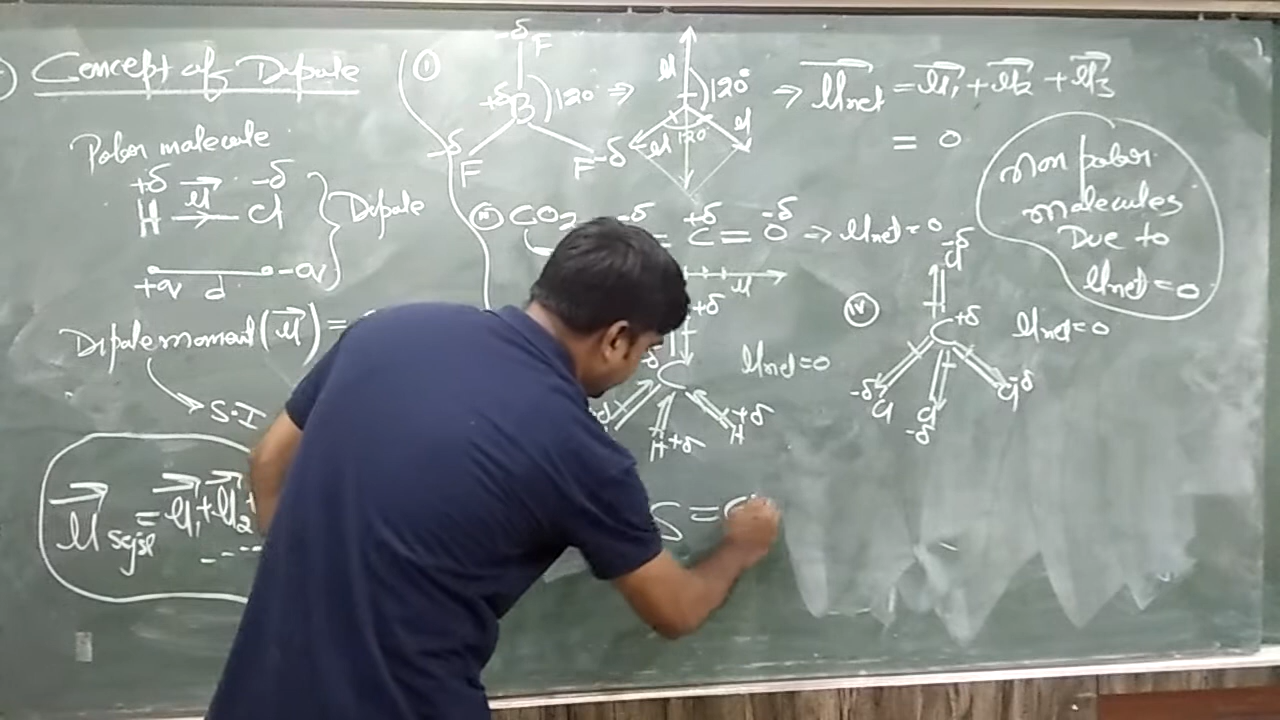 Concept of Dipole
Polar molecule
+δ μ -δ
H → Cl } Dipole
+q d -q
Dipole moment (μ) =
S.I
μ sys = μ1 + μ2 +
- - - -
i
-δ
F
+δ
B 120° ⇒
-δ
F F -δ
μ 120°
μ 120° μ
⇒ μnet = μ1 + μ2 + μ3
= 0
Non polar
molecules
Due to
μnet = 0
CO2 -δ +δ -δ
= C = O ⇒ μnet = 0
μ
+δ
C μnet = 0
H +δ H +δ
iv
-δ
Cl
C +δ μnet = 0
-δ Cl Cl -δ Cl -δ
S = C